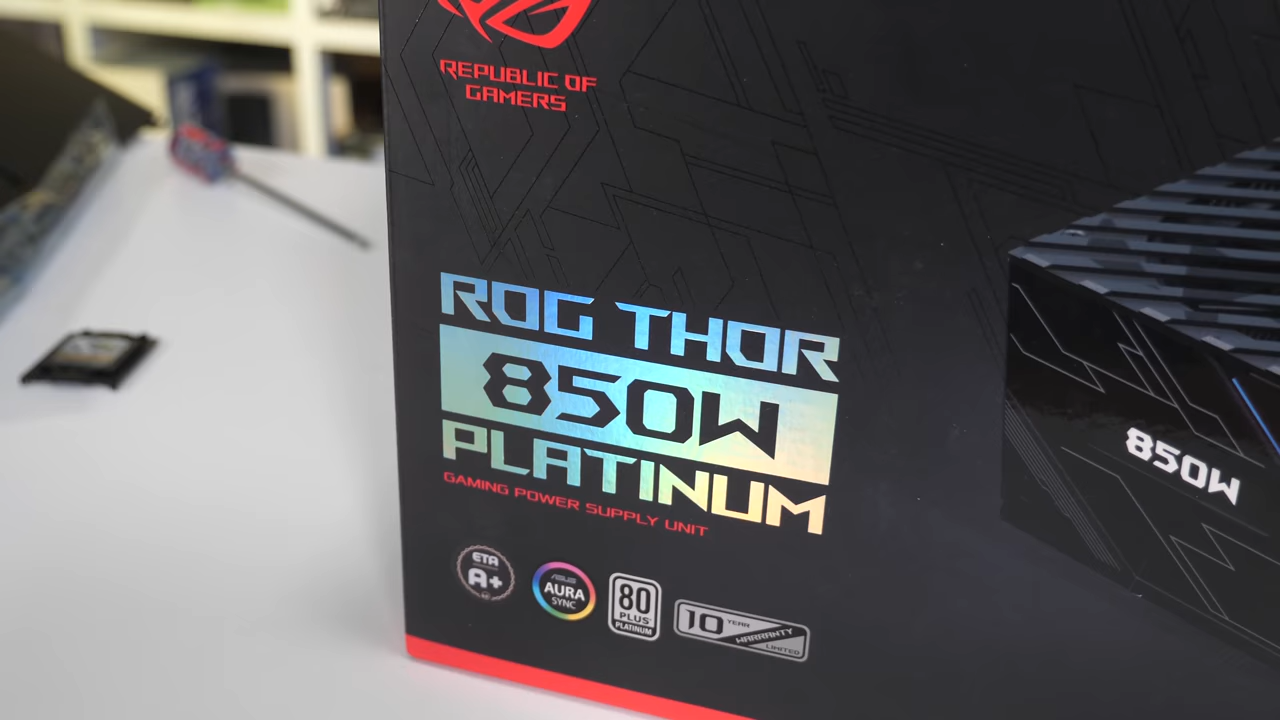 REPUBLIC OF
GAMERS
ROG THOR
850W
PLATINUM
GAMING POWER SUPPLY UNIT
850W
ETA
A+
ASUS
AURA
SYNC
80
PLUS
PLATINUM
10 YEAR
WARRANTY
LIMITED